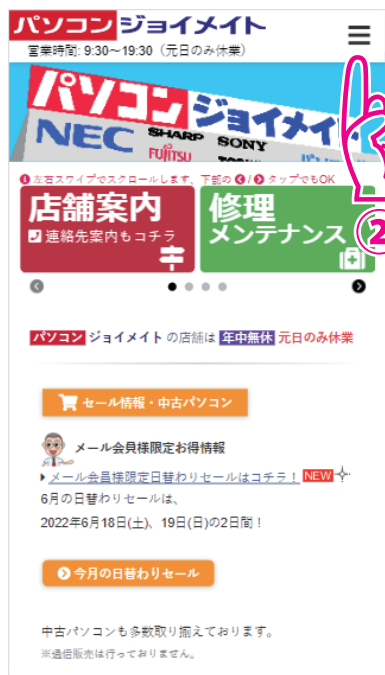 パソコン ジョイメイト
営業時間: 9:30～19:30（元日のみ休業）
パソコン ジョイメイト
NEC SHARP SONY
FUJITSU
❶ 左右スワイプでスクロールします、下部の ❮ / ❯ タップでもOK
店舗案内
連絡先案内もコチラ
修理
メンテナンス
②
パソコン ジョイメイト の店舗は 年中無休 元日のみ休業
セール情報・中古パソコン
メール会員様限定お得情報
メール会員様限定日替わりセールはコチラ！ NEW
6月の日替わりセールは、
2022年6月18日(土)、19日(日)の2日間！
今月の日替わりセール
中古パソコンも多数取り揃えております。
※通信販売は行っておりません。